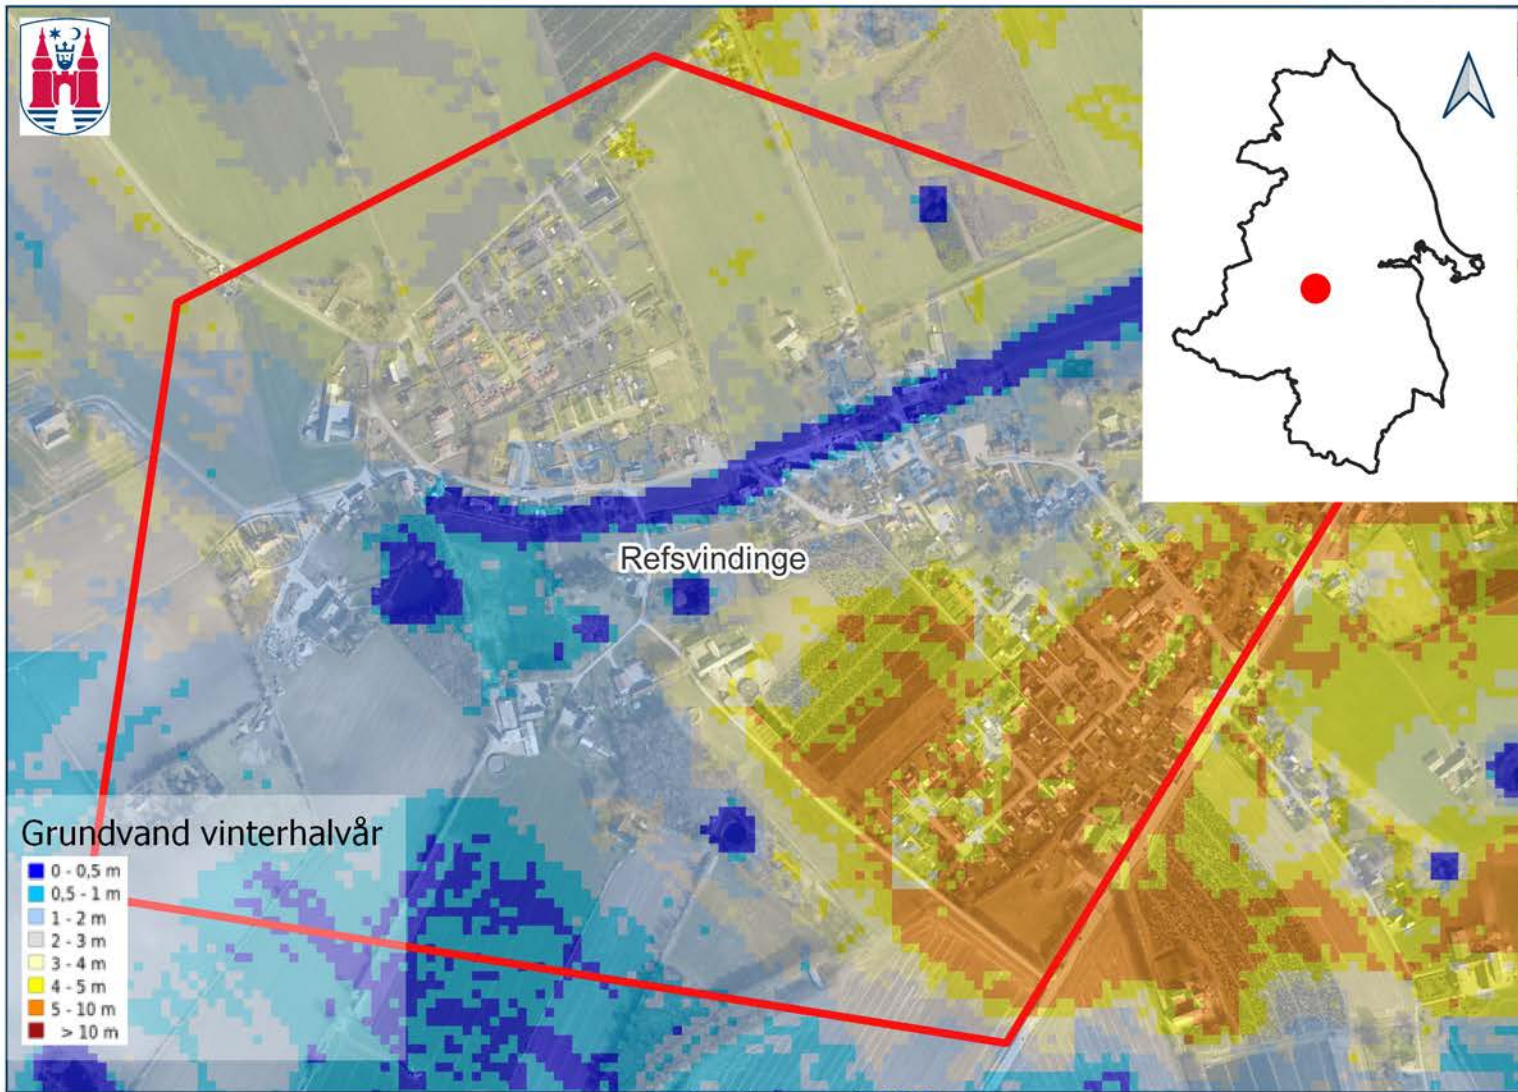 Refsvindinge
Grundvand vinterhalvår
0 - 0,5 m
0,5 - 1 m
1 - 2 m
2 - 3 m
3 - 4 m
4 - 5 m
5 - 10 m
> 10 m